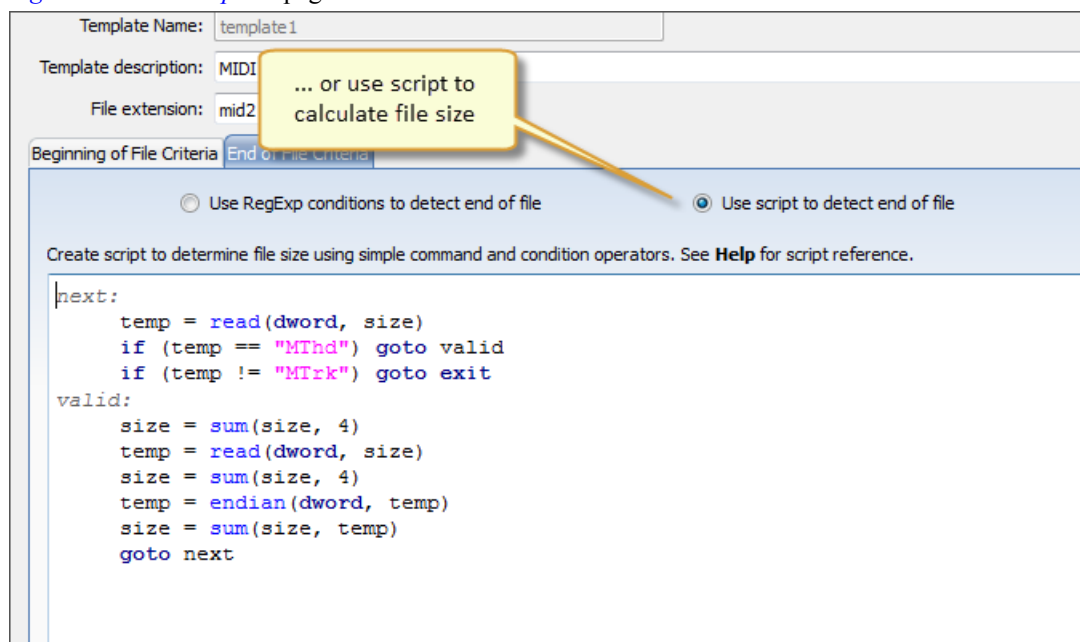 Template Name: template1
Template description: MIDI
... or use script to
calculate file size
File extension: mid2
Beginning of File Criteria End of File Criteria
Use RegExp conditions to detect end of file Use script to detect end of file
Create script to determine file size using simple command and condition operators. See Help for script reference.
next:
temp = read(dword, size)
if (temp == "MThd") goto valid
if (temp != "MTrk") goto exit
valid:
size = sum(size, 4)
temp = read(dword, size)
size = sum(size, 4)
temp = endian(dword, temp)
size = sum(size, temp)
goto next